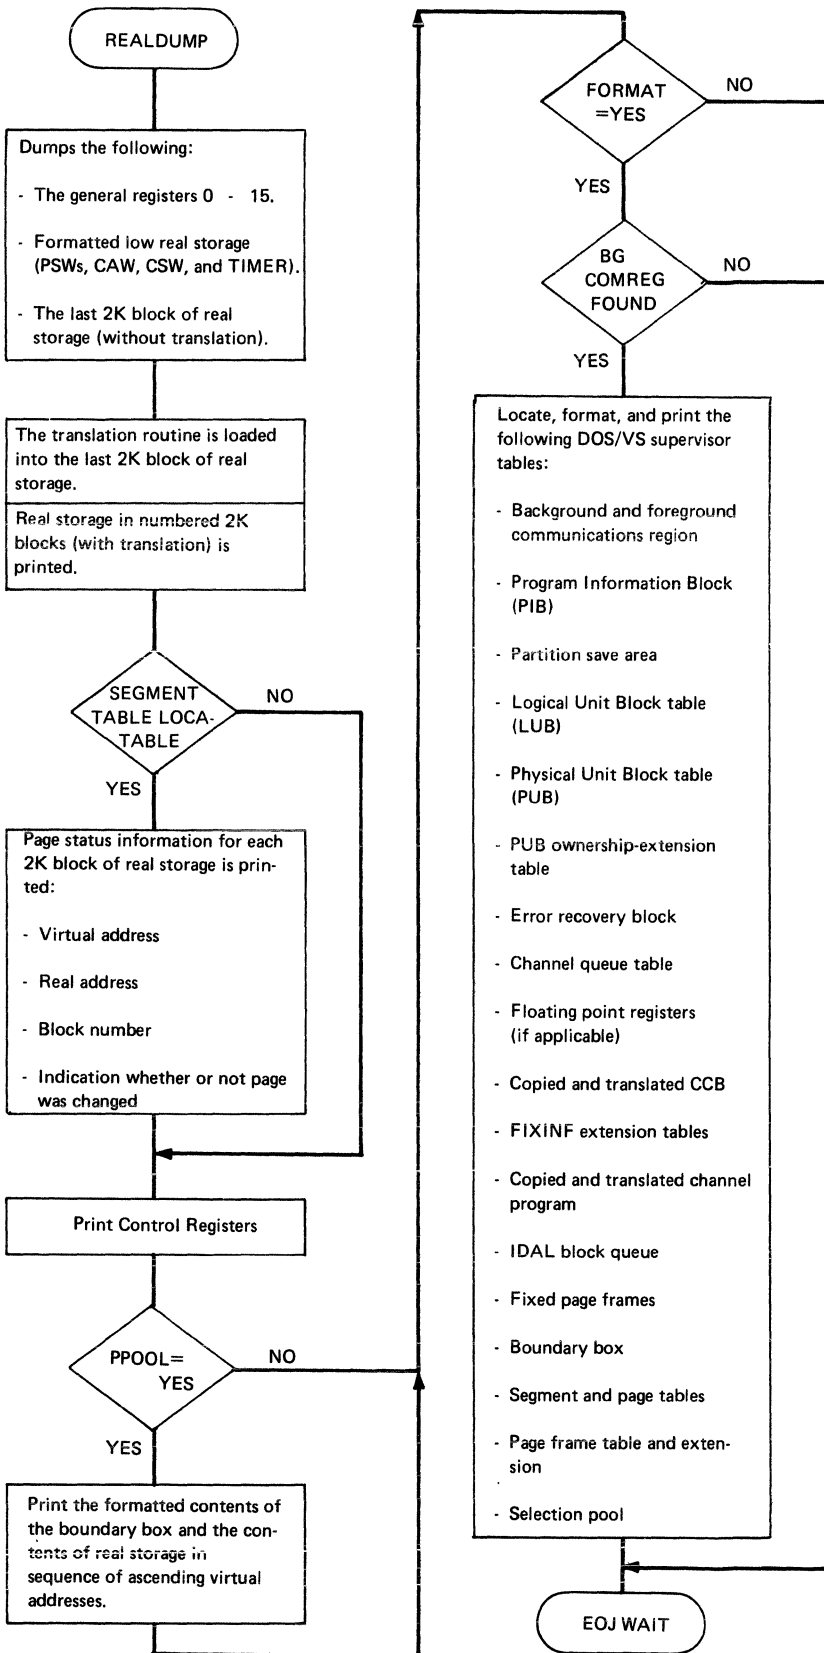 REALDUMP
Dumps the following:
- The general registers 0 - 15.
- Formatted low real storage
(PSWs, CAW, CSW, and TIMER).
- The last 2K block of real
storage (without translation).
The translation routine is loaded
into the last 2K block of real
storage.
Real storage in numbered 2K
blocks (with translation) is
printed.
SEGMENT
TABLE LOCA-
TABLE
NO
YES
Page status information for each
2K block of real storage is prin-
ted:
- Virtual address
- Real address
- Block number
- Indication whether or not page
was changed
Print Control Registers
PPOOL=
YES
NO
YES
Print the formatted contents of
the boundary box and the con-
tents of real storage in
sequence of ascending virtual
addresses.
FORMAT
=YES
NO
YES
BG
COMREG
FOUND
NO
YES
Locate, format, and print the
following DOS/VS supervisor
tables:
- Background and foreground
communications region
- Program Information Block
(PIB)
- Partition save area
- Logical Unit Block table
(LUB)
- Physical Unit Block table
(PUB)
- PUB ownership-extension
table
- Error recovery block
- Channel queue table
- Floating point registers
(if applicable)
- Copied and translated CCB
- FIXINF extension tables
- Copied and translated channel
program
- IDAL block queue
- Fixed page frames
- Boundary box
- Segment and page tables
- Page frame table and exten-
sion
- Selection pool
EOJ WAIT